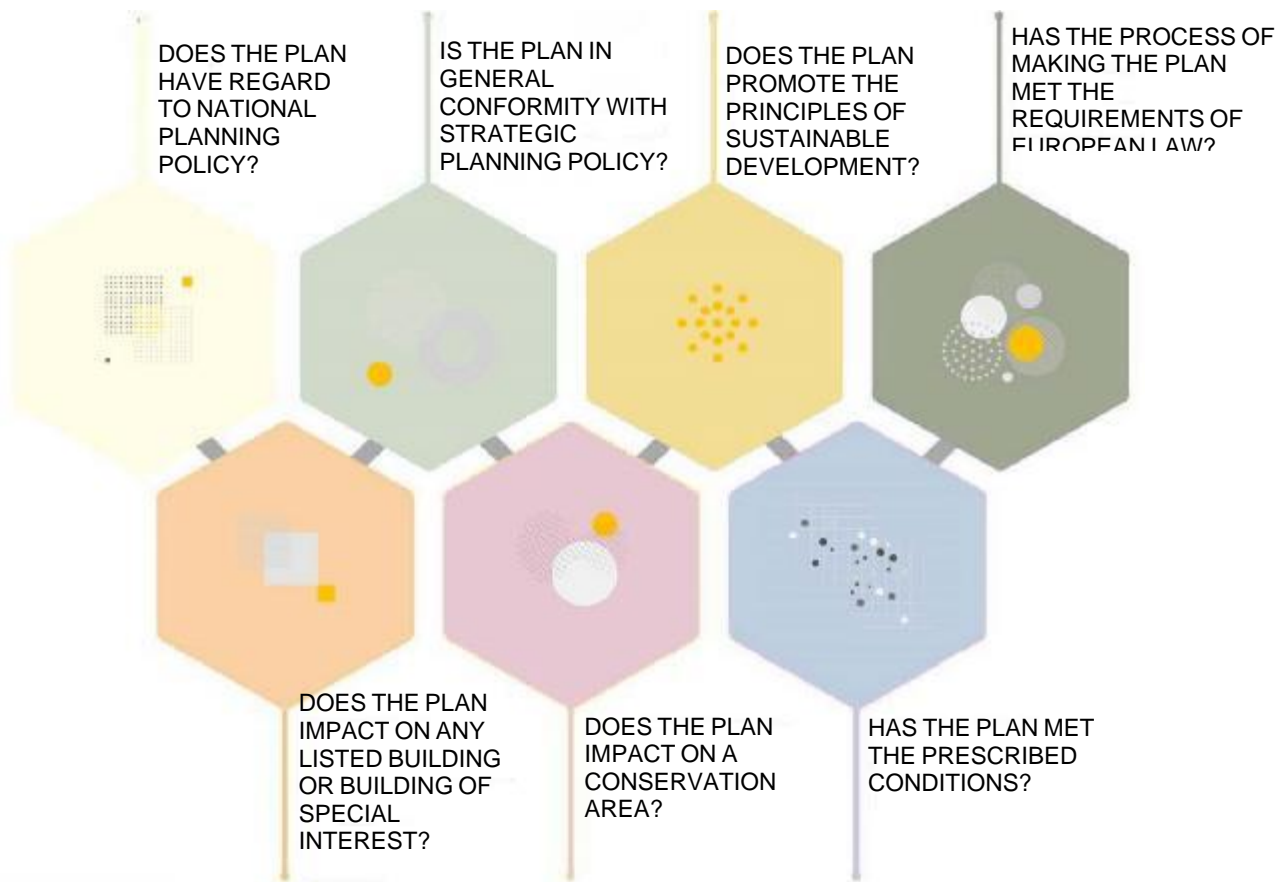 DOES THE PLAN
HAVE REGARD
TO NATIONAL
PLANNING
POLICY?
IS THE PLAN IN
GENERAL
CONFORMITY WITH
STRATEGIC
PLANNING POLICY?
DOES THE PLAN
PROMOTE THE
PRINCIPLES OF
SUSTAINABLE
DEVELOPMENT?
HAS THE PROCESS OF
MAKING THE PLAN
MET THE
REQUIREMENTS OF
EUROPEAN LAW?
DOES THE PLAN
IMPACT ON ANY
LISTED BUILDING
OR BUILDING OF
SPECIAL
INTEREST?
DOES THE PLAN
IMPACT ON A
CONSERVATION
AREA?
HAS THE PLAN MET
THE PRESCRIBED
CONDITIONS?